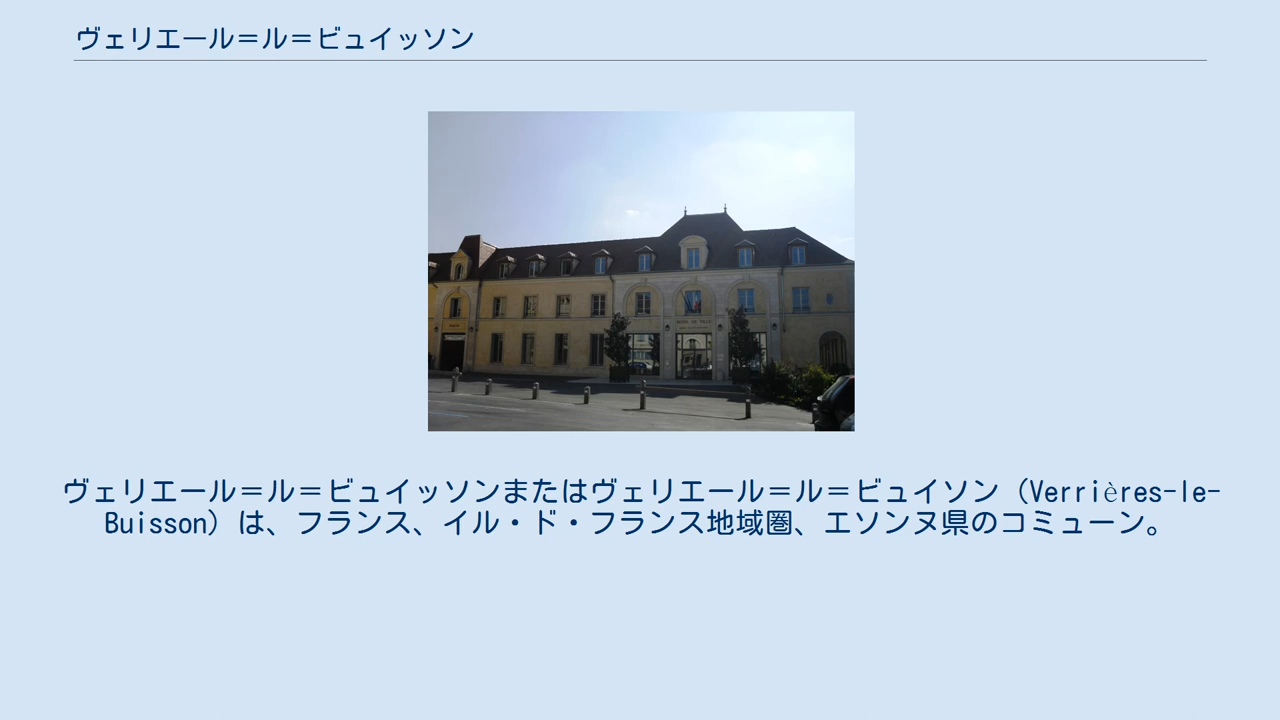 ヴェリエール＝ル＝ビュイッソン
ヴェリエール＝ル＝ビュイッソンまたはヴェリエール＝ル＝ビュイソン（Verrières-le-
Buisson）は、フランス、イル・ド・フランス地域圏、エソンヌ県のコミューン。